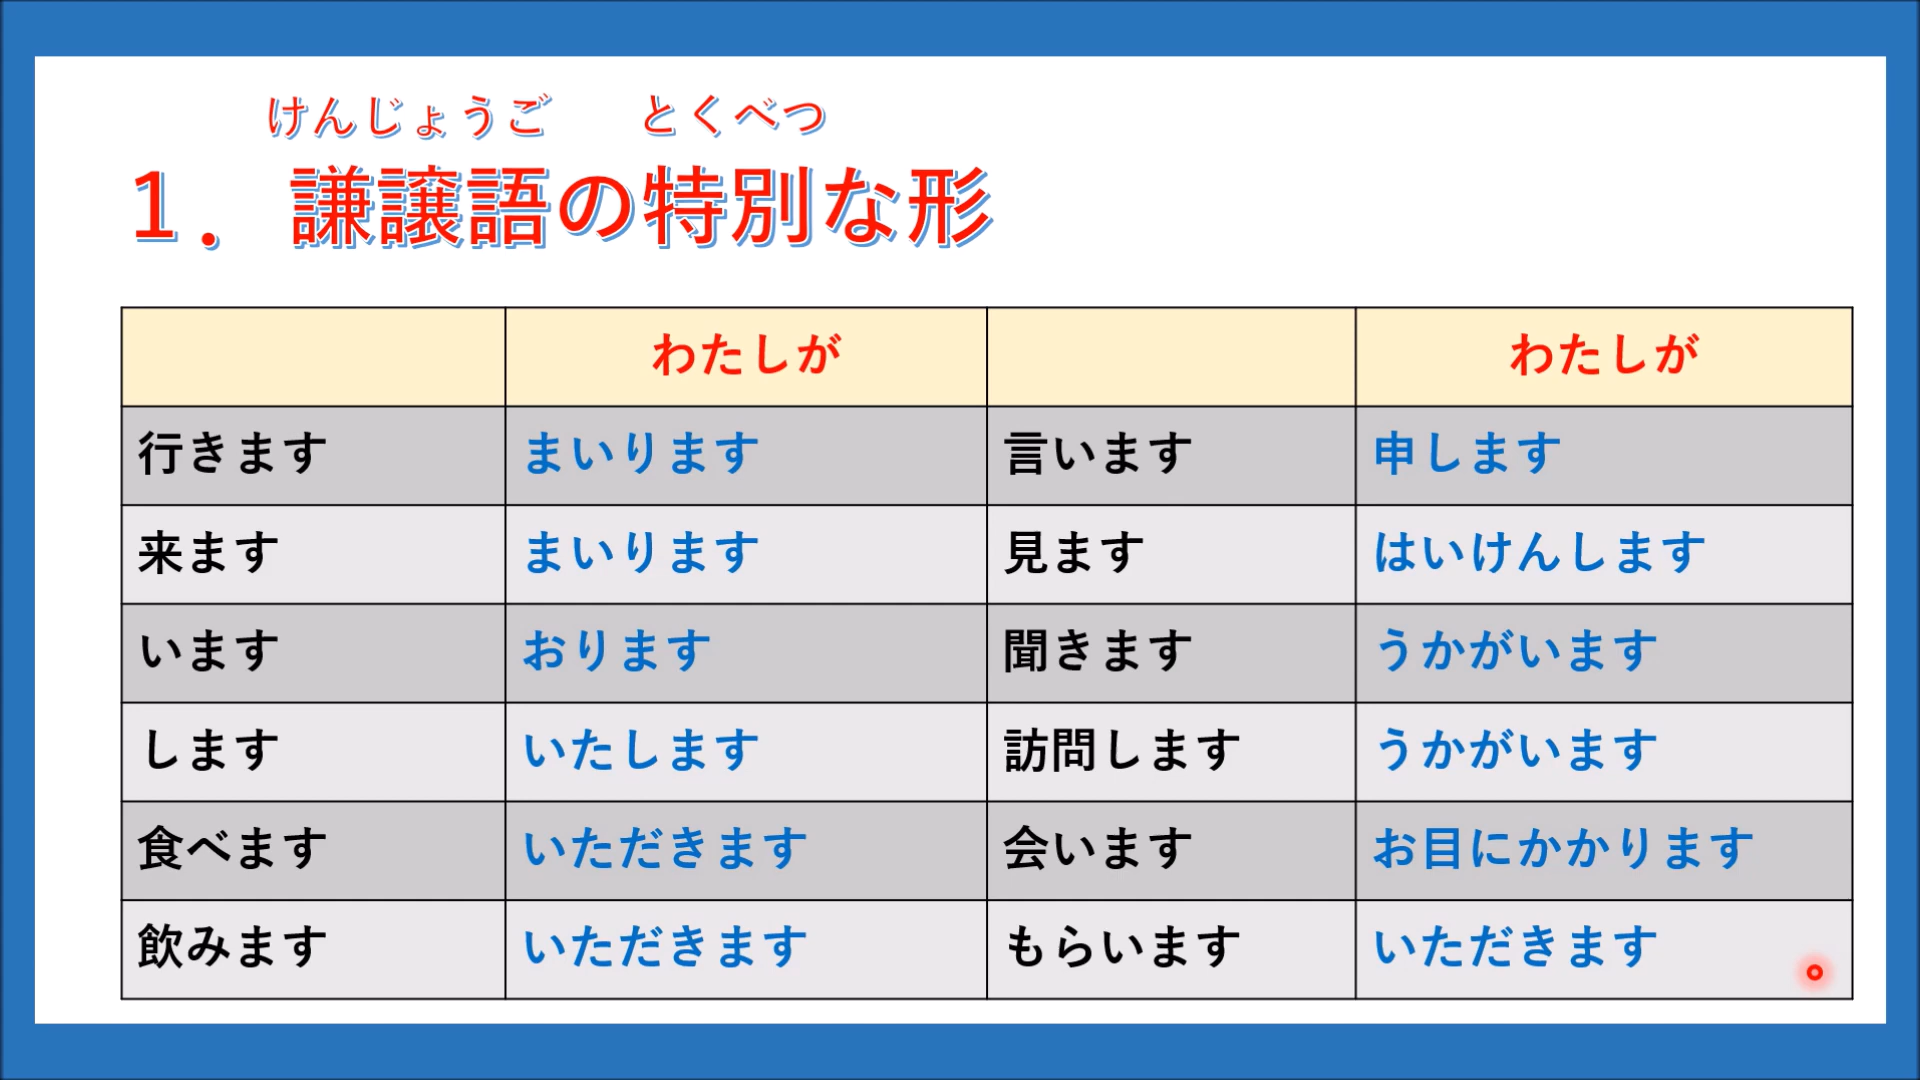 けんじょうご とくべつ
１．謙譲語の特別な形
わたしが わたしが
行きます まいります 言います 申します
来ます まいります 見ます はいけんします
います おります 聞きます うかがいます
します いたします 訪問します うかがいます
食べます いただきます 会います お目にかかります
飲みます いただきます もらいます いただきます